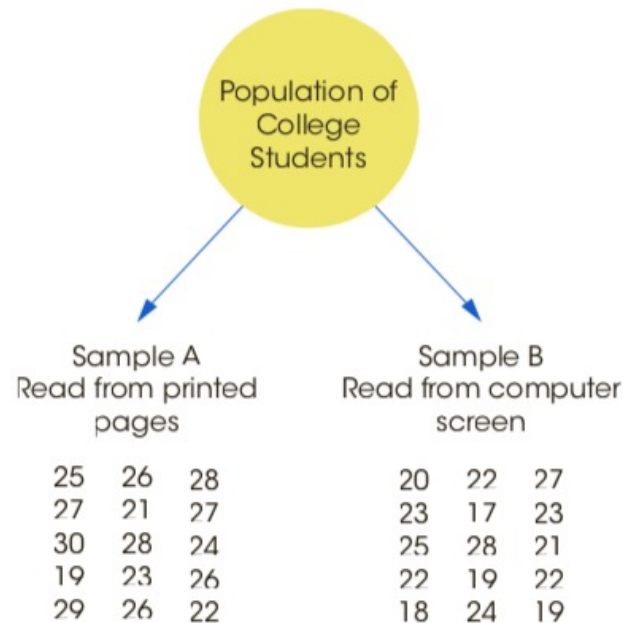 Population of
College
Students
Sample A
Read from printed
pages
25 26 28
27 21 27
30 28 24
19 23 26
29 26 22
Sample B
Read from computer
screen
20 22 27
23 17 23
25 28 21
22 19 22
18 24 19